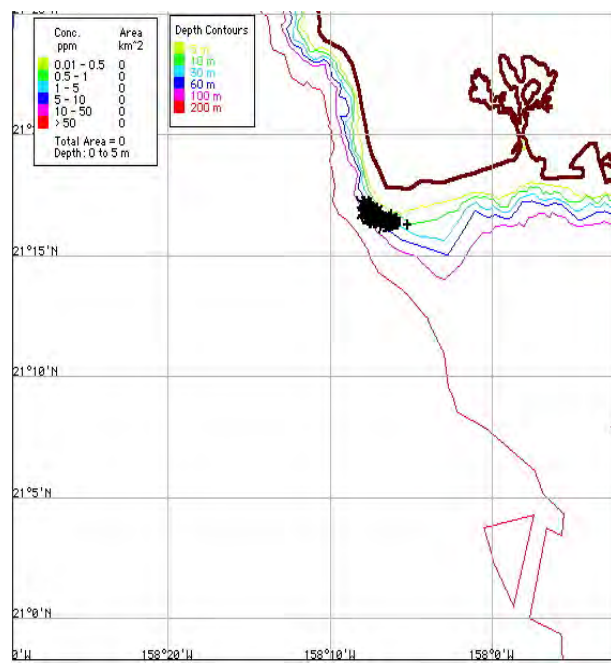 Conc. Area
ppm km^2
0.01 - 0.5 0
0.5 - 1 0
1 - 5 0
5 - 10 0
10 - 50 0
> 50 0
Total Area = 0
Depth: 0 to 5 m
Depth Contours
5 m
10 m
30 m
60 m
100 m
200 m
21°15'N
21°10'N
21°5'N
21°0'N
0'W
158°20'W
158°10'W
158°0'W